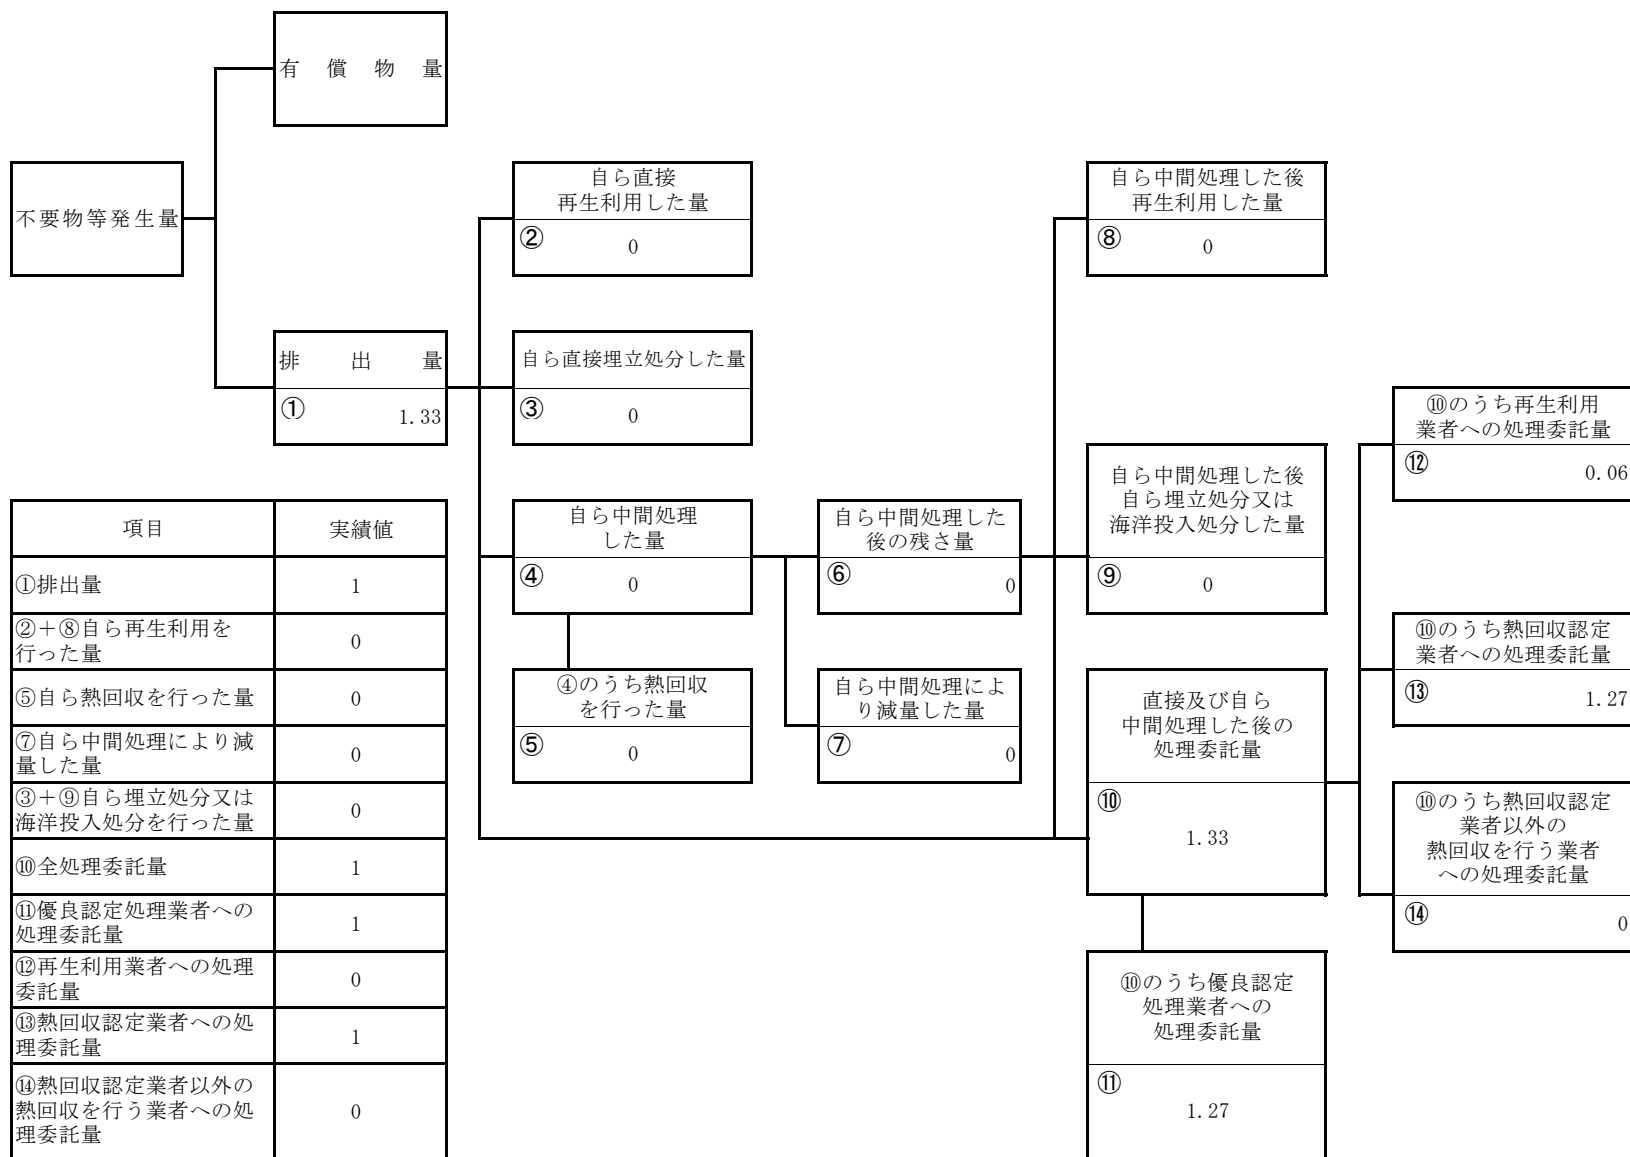 有償物量
不要物等発生量
排出量
① 1.33
自ら直接
再生利用した量
② 0
自ら直接埋立処分した量
③ 0
自ら中間処理
した量
④ 0
④のうち熱回収
を行った量
⑤ 0
自ら中間処理した
後の残さ量
⑥ 0
自ら中間処理によ
り減量した量
⑦ 0
自ら中間処理した後
再生利用した量
⑧ 0
自ら中間処理した後
自ら埋立処分又は
海洋投入処分した量
⑨ 0
直接及び自ら
中間処理した後の
処理委託量
⑩
1.33
⑩のうち優良認定
処理業者への
処理委託量
⑪
1.27
⑩のうち再生利用
業者への処理委託量
⑫ 0.06
⑩のうち熱回収認定
業者への処理委託量
⑬ 1.27
⑩のうち熱回収認定
業者以外の
熱回収を行う業者
への処理委託量
⑭ 0
項目 実績値
①排出量 1
②+⑧自ら再生利用を
行った量 0
⑤自ら熱回収を行った量 0
⑦自ら中間処理により減
量した量 0
③+⑨自ら埋立処分又は
海洋投入処分を行った量 0
⑩全処理委託量 1
⑪優良認定処理業者への
処理委託量 1
⑫再生利用業者への処理
委託量 0
⑬熱回収認定業者への処
理委託量 1
⑭熱回収認定業者以外の
熱回収を行う業者への処
理委託量 0